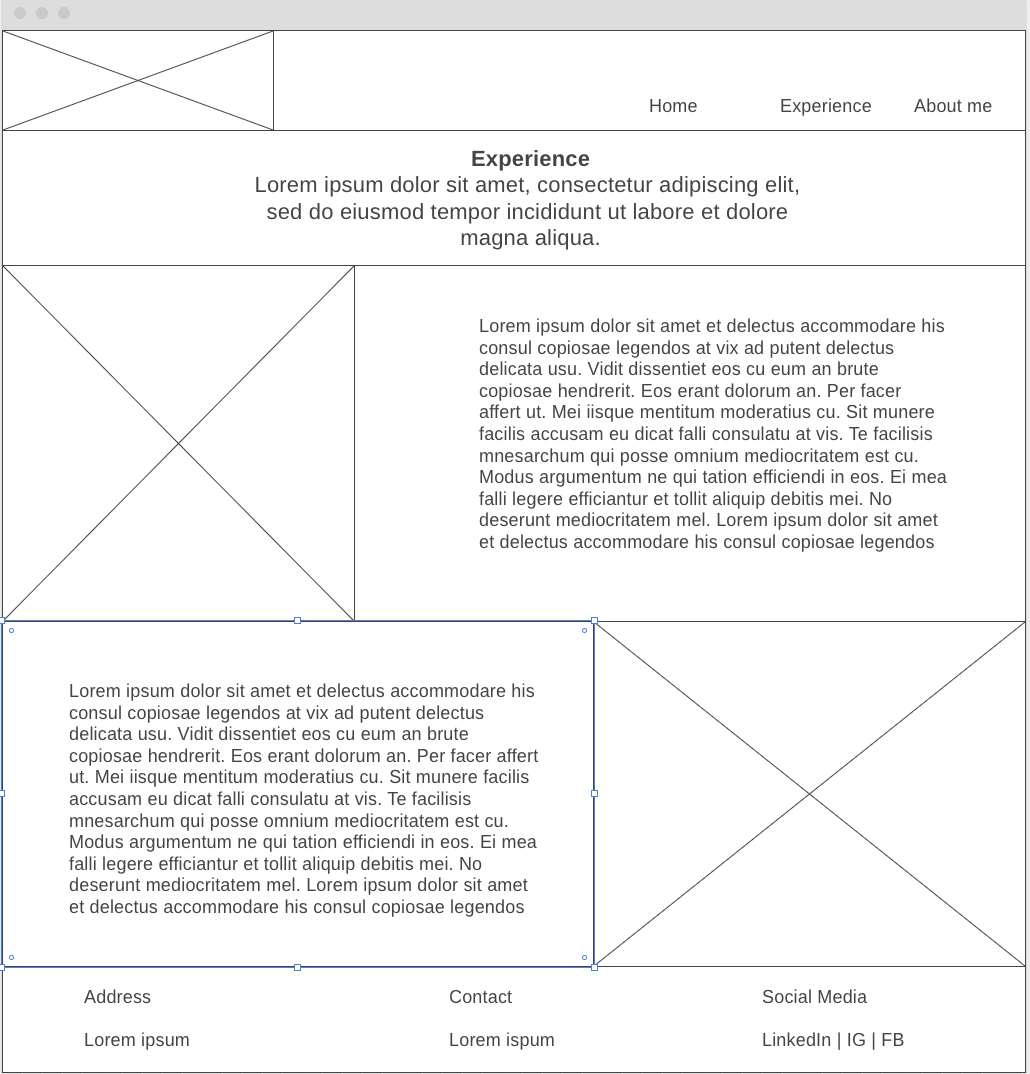 Home Experience About me
Experience
Lorem ipsum dolor sit amet, consectetur adipiscing elit,
sed do eiusmod tempor incididunt ut labore et dolore
magna aliqua.
Lorem ipsum dolor sit amet et delectus accommodare his
consul copiosae legendos at vix ad putent delectus
delicata usu. Vidit dissentiet eos cu eum an brute
copiosae hendrerit. Eos erant dolorum an. Per facer
affert ut. Mei iisque mentitum moderatius cu. Sit munere
facilis accusam eu dicat falli consulatu at vis. Te facilisis
mnesarchum qui posse omnium mediocritatem est cu.
Modus argumentum ne qui tation efficiendi in eos. Ei mea
falli legere efficiantur et tollit aliquip debitis mei. No
deserunt mediocritatem mel. Lorem ipsum dolor sit amet
et delectus accommodare his consul copiosae legendos
Lorem ipsum dolor sit amet et delectus accommodare his
consul copiosae legendos at vix ad putent delectus
delicata usu. Vidit dissentiet eos cu eum an brute
copiosae hendrerit. Eos erant dolorum an. Per facer affert
ut. Mei iisque mentitum moderatius cu. Sit munere facilis
accusam eu dicat falli consulatu at vis. Te facilisis
mnesarchum qui posse omnium mediocritatem est cu.
Modus argumentum ne qui tation efficiendi in eos. Ei mea
falli legere efficiantur et tollit aliquip debitis mei. No
deserunt mediocritatem mel. Lorem ipsum dolor sit amet
et delectus accommodare his consul copiosae legendos
Address Contact Social Media
Lorem ipsum Lorem ispum LinkedIn | IG | FB